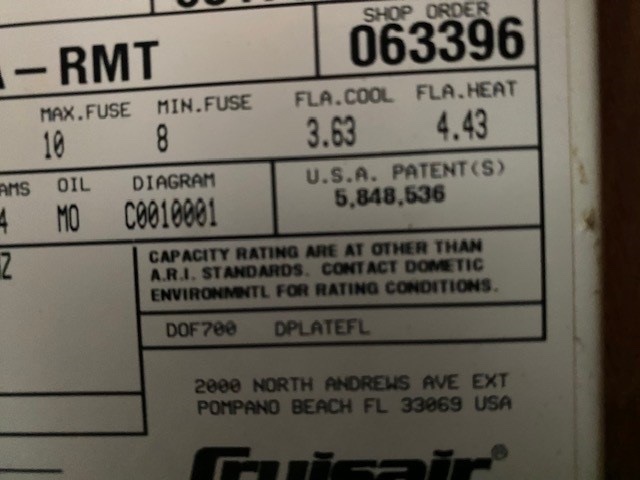 SHOP ORDER
-RMT 063396
MAX.FUSE MIN.FUSE FLA.COOL FLA.HEAT
10 8 3.63 4.43
AMS OIL DIAGRAM U.S.A. PATENT(S)
4 MO C0010001 5,848,536
Z CAPACITY RATING ARE AT OTHER THAN
A.R.I. STANDARDS. CONTACT DOMETIC
ENVIRONMNTL FOR RATING CONDITIONS.
DOF700 DPLATEFL
2000 NORTH ANDREWS AVE EXT
POMPANO BEACH FL 33069 USA
Cruisair®